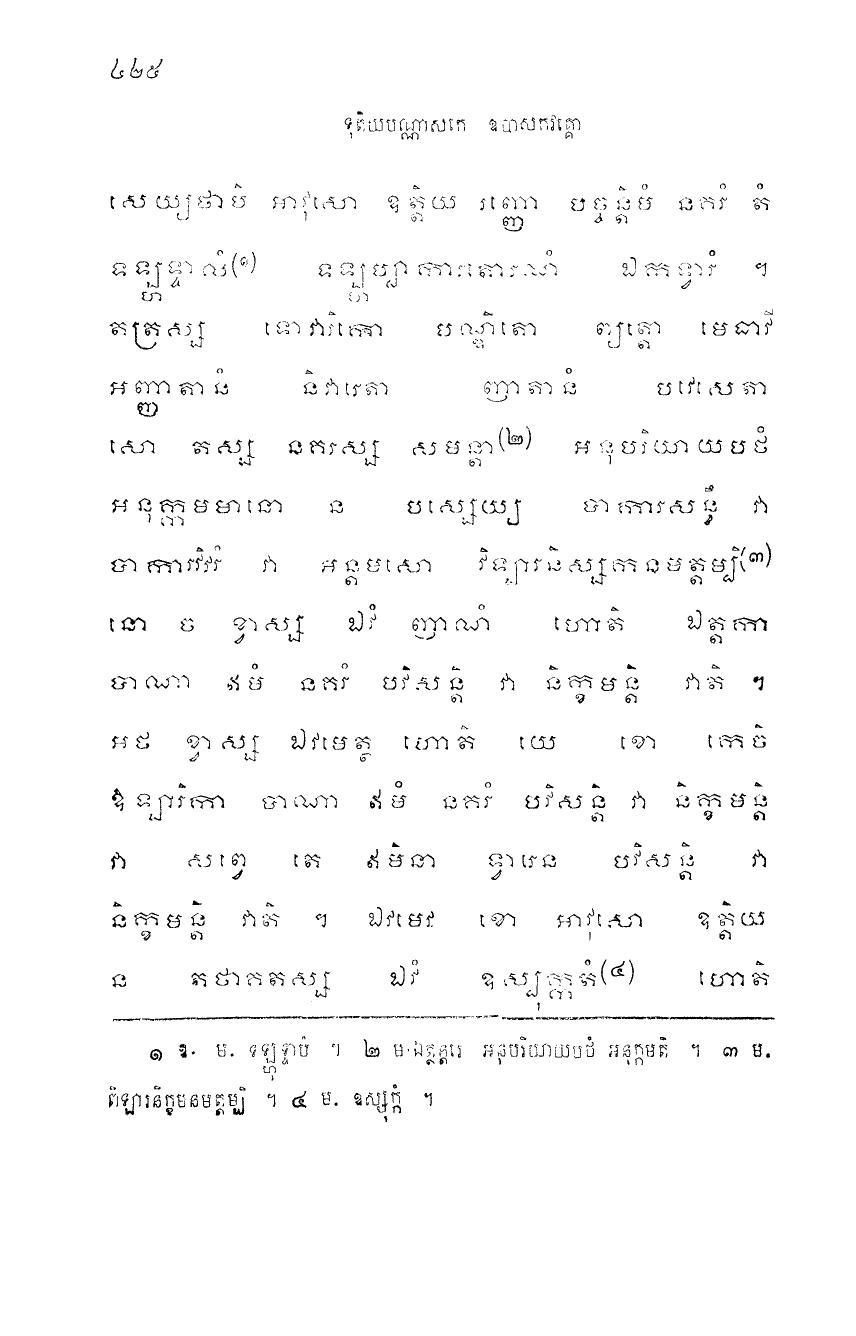 ៤២៥
ទុតិយបណ្ណាសកេ ឧបាសកវគ្គោ
សេយ្យថាបិ អាវុសោ ឧត្តិយ រញ្ញោ បច្ចន្តិមំ នគរំ តំ
ទឡ្ហទ្ទាលំ(១) ទឡ្ហប្បាការតោរណំ ឯកទ្វារំ ។
តត្រស្ស ទោវារិកោ បណ្ឌិតោ ព្យត្តោ មេធាវី
អញ្ញាតានំ និវារេតា ញាតានំ បវេសេតា
សោ តស្ស នគរស្ស សមន្តា(២) អនុបរិយាយបថំ
អនុក្កមមានោ ន បស្សេយ្យ បាការសន្ធឹ វា
បាការវិវរំ វា អន្តមសោ វិឡារនិស្សកនមត្តម្បិ(៣)
នោ ច ខ្វាស្ស ឯវំ ញាណំ ហោតិ ឯត្តកា
បាណា ឥមំ នគរំ បវិសន្តិ វា និក្ខមន្តិ វាតិ ។
អថ ខ្វាស្ស ឯវមេត្ថ ហោតិ យេ ខោ កេចិ
ឱឡារិកា បាណា ឥមំ នគរំ បវិសន្តិ វា និក្ខមន្តិ
វា សព្វេ តេ ឥមិនា ទ្វារេន បវិសន្តិ វា
និក្ខមន្តិ វាតិ ។ ឯវមេវ ខោ អាវុសោ ឧត្តិយ
ន តថាគតស្ស ឯវំ ឧស្សុក្កតំ(៤) ហោតិ
១ ឱ. ម. ទឡ្ហុទ្ទាបំ ។ ២ ម.ឯត្ថន្តរេ អនុបរិយាយបថំ អនុក្កមតិ ។ ៣ ម.
ពិឡារនិក្ខមនមត្តម្បិ ។ ៤ ម. ឧស្សុក្កំ ។